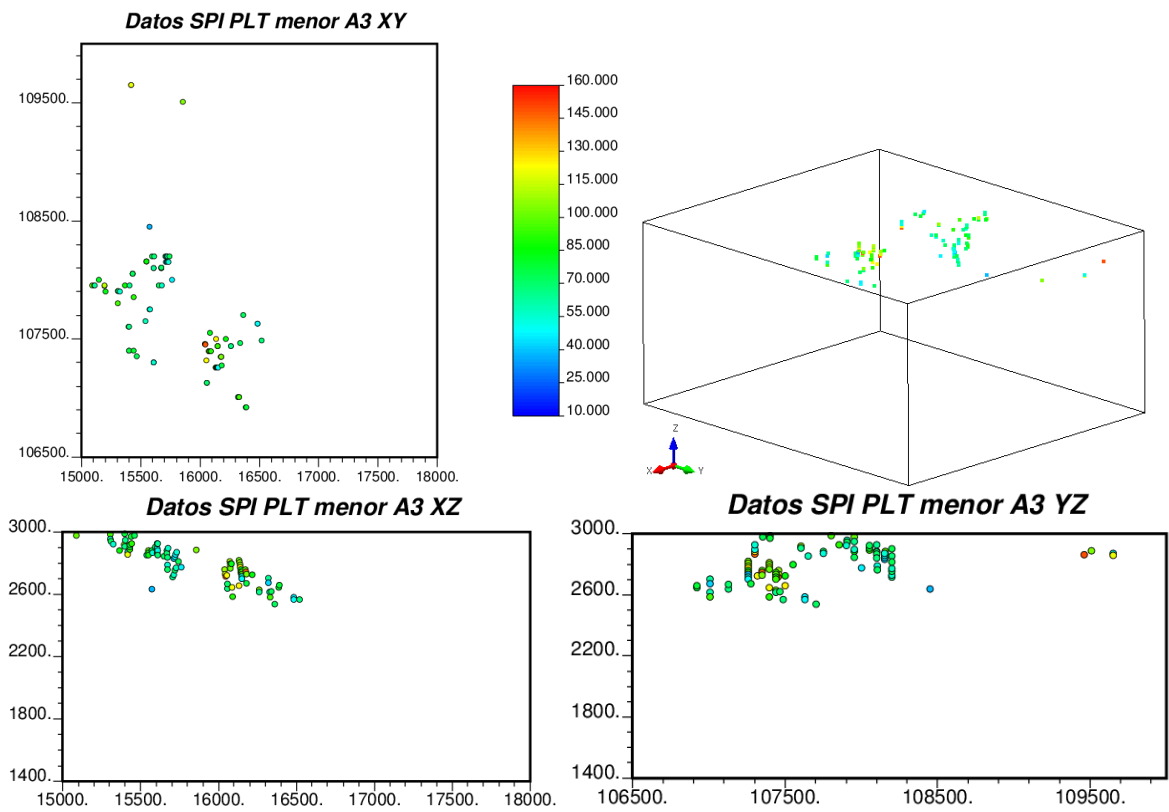 Datos SPI PLT menor A3 XY
109500.
108500.
107500.
106500.
15000. 15500. 16000. 16500. 17000. 17500. 18000.
160.000
145.000
130.000
115.000
100.000
85.000
70.000
55.000
40.000
25.000
10.000
Z
X
Y
Datos SPI PLT menor A3 XZ
3000.
2600.
2200.
1800.
1400.
15000. 15500. 16000. 16500. 17000. 17500. 18000.
Datos SPI PLT menor A3 YZ
3000.
2600.
2200.
1800.
1400.
106500. 107500. 108500. 109500.